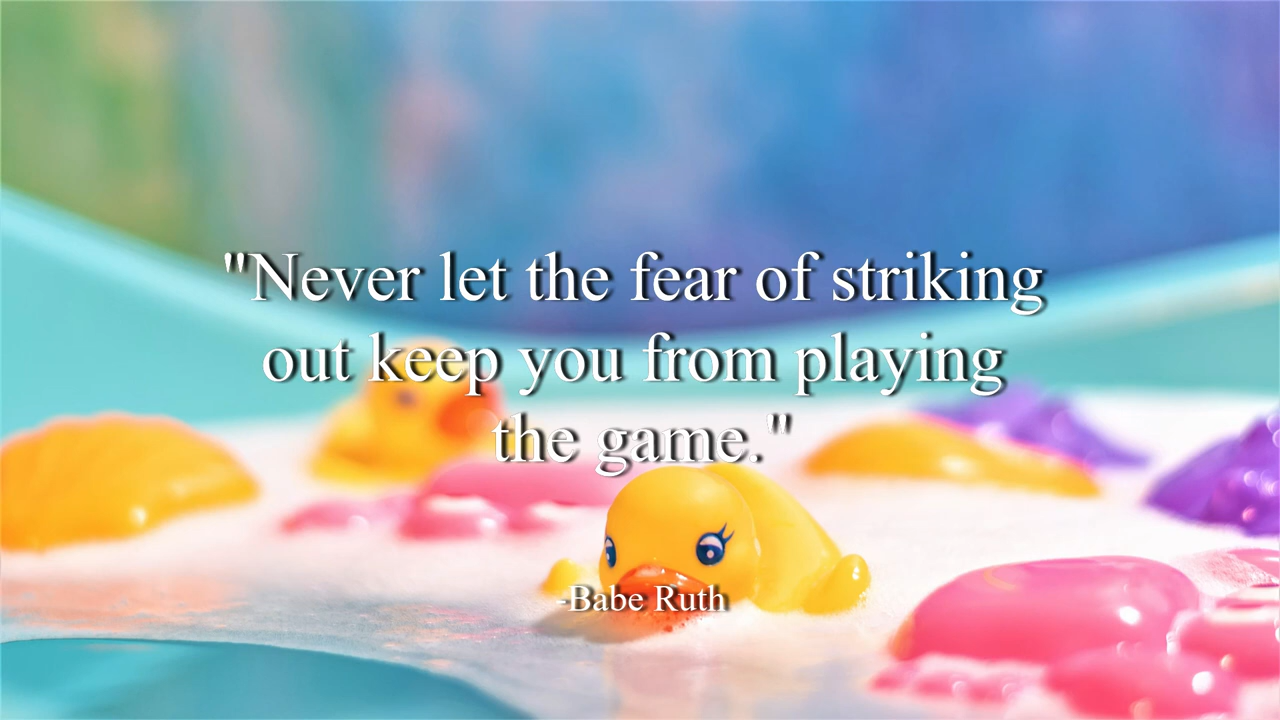 "Never let the fear of striking
out keep you from playing
the game."
-Babe Ruth